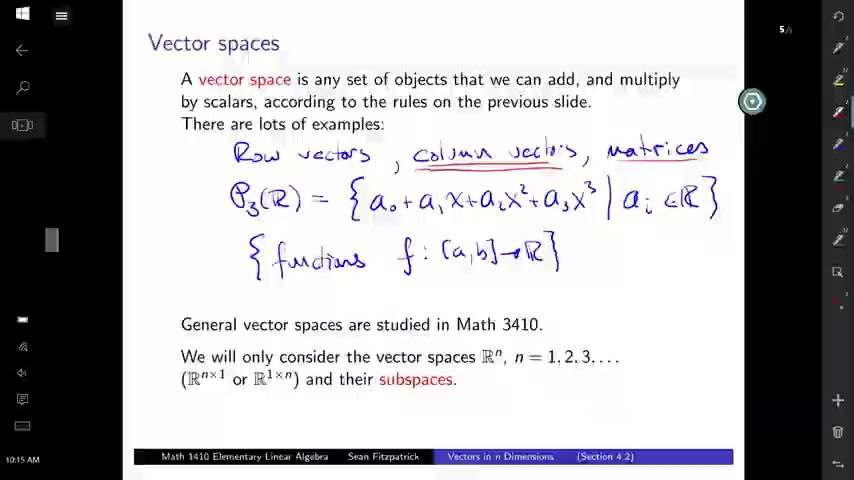 5/
Vector spaces
A vector space is any set of objects that we can add, and multiply
by scalars, according to the rules on the previous slide.
There are lots of examples:
Row vectors, column vectors, matrices
P₃(ℝ) = { a₀ + a₁x + a₂x² + a₃x³ | aᵢ ∈ ℝ }
{ functions f : [a,b] → ℝ }
General vector spaces are studied in Math 3410.
We will only consider the vector spaces ℝⁿ, n = 1, 2, 3, . . .
(ℝⁿˣ¹ or ℝ¹ˣⁿ) and their subspaces.
10:15 AM
Math 1410 Elementary Linear Algebra Sean Fitzpatrick Vectors in n Dimensions (Section 4.2)